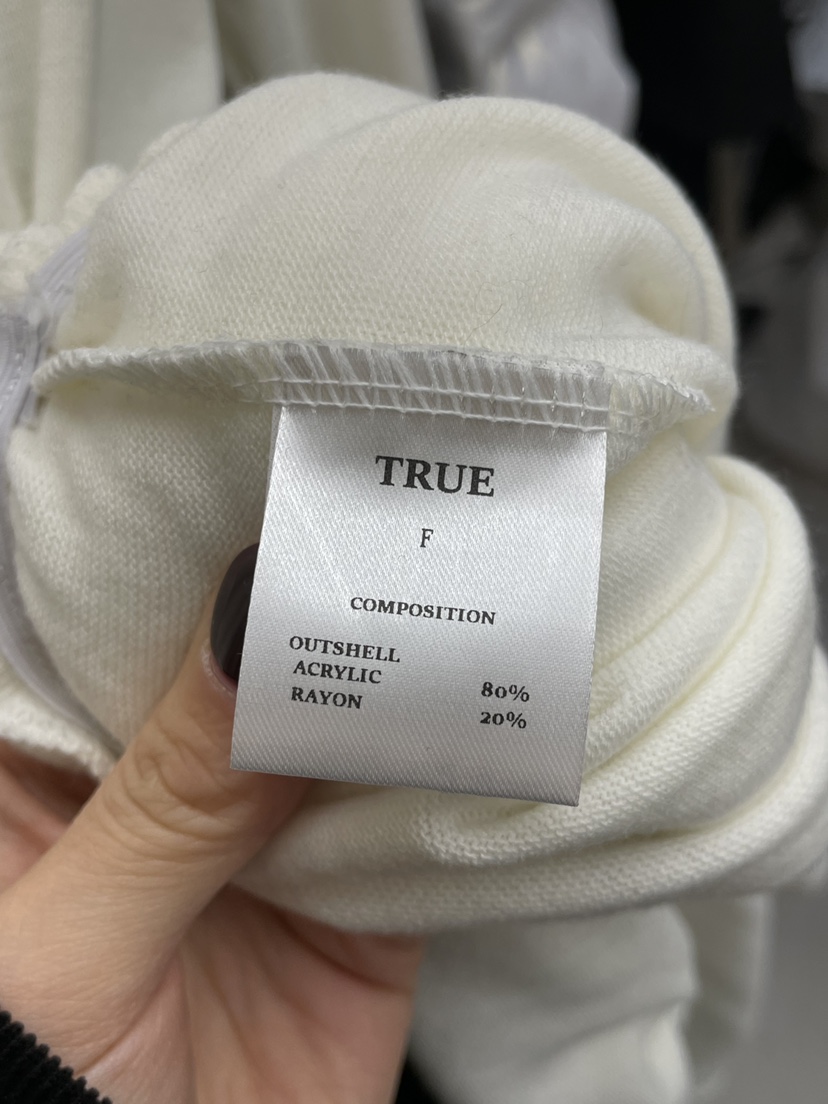 TRUE
F
COMPOSITION
OUTSHELL
ACRYLIC 80%
RAYON 20%